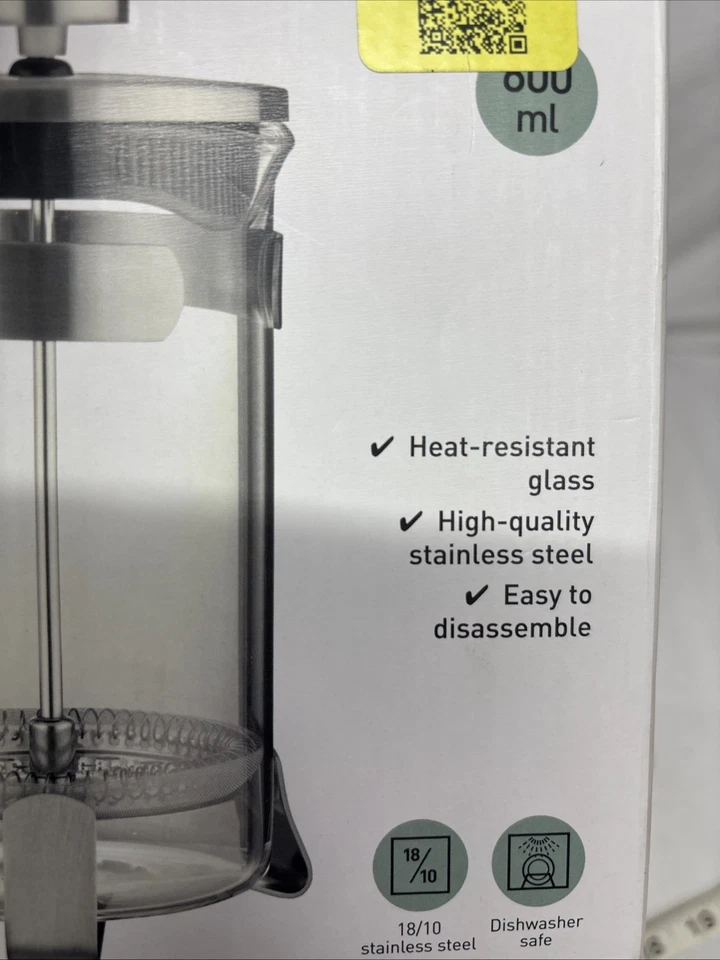 ml
✔ Heat-resistant
glass
✔ High-quality
stainless steel
✔ Easy to
disassemble
18/10
18/10
stainless steel
Dishwasher
safe